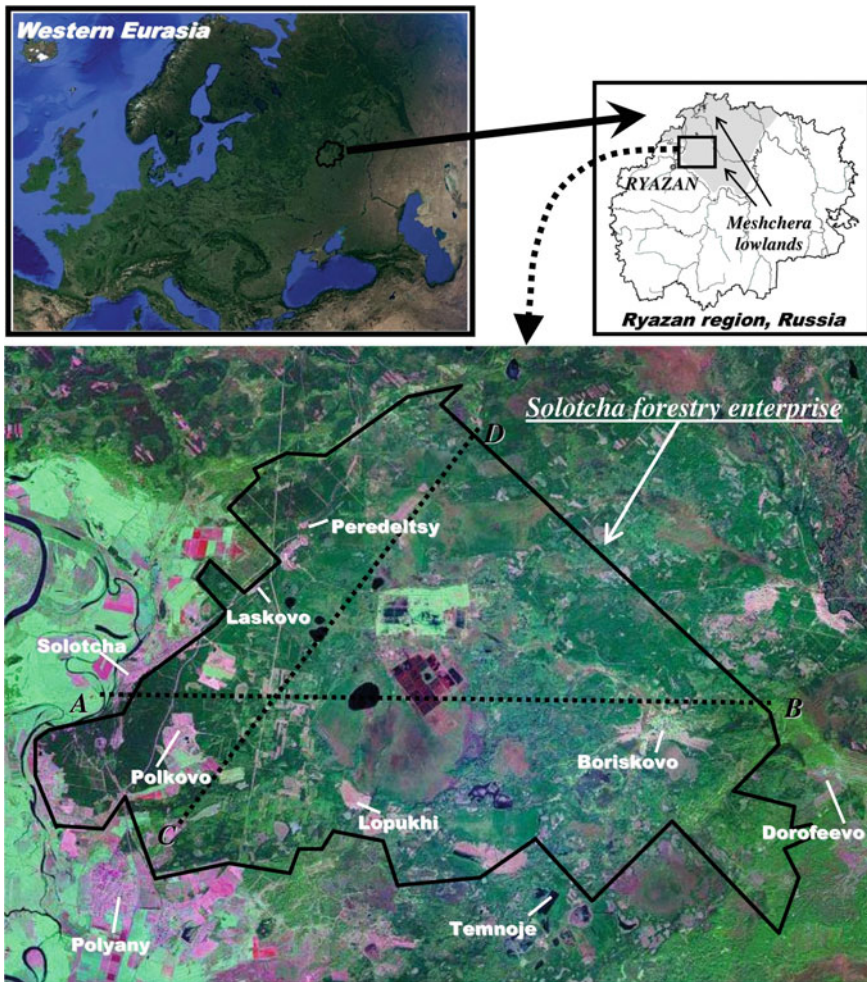 Western Eurasia
RYAZAN
Meshchera
lowlands
Ryazan region, Russia
Solotcha forestry enterprise
D
Peredeltsy
Laskovo
Solotcha
A
B
Polkovo
Boriskovo
C
Lopukhi
Dorofeevo
Temnoje
Polyany